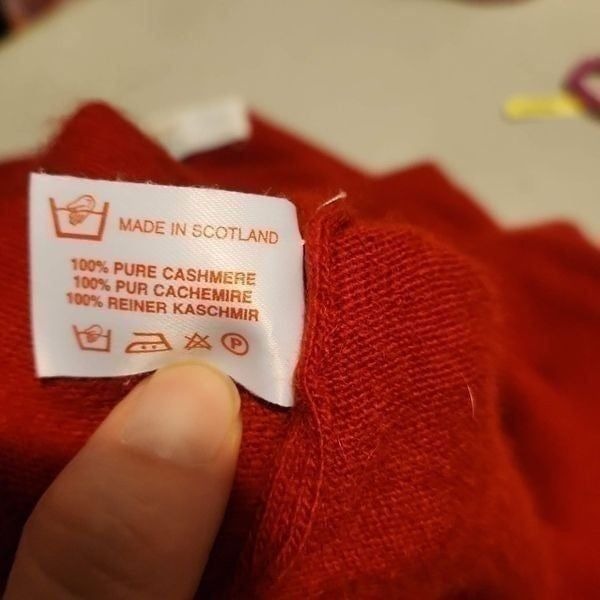 MADE IN SCOTLAND
100% PURE CASHMERE
100% PUR CACHEMIRE
100% REINER KASCHMIR
P